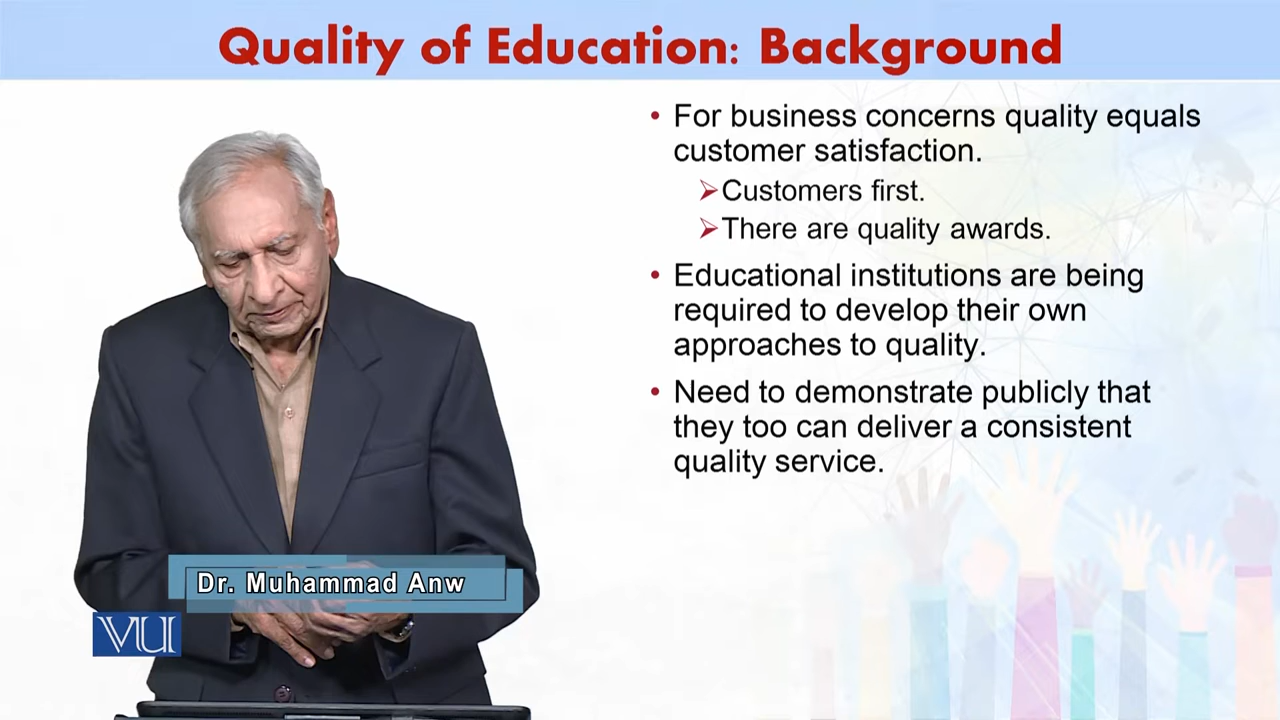 Quality of Education: Background
• For business concerns quality equals
customer satisfaction.
➢Customers first.
➢There are quality awards.
• Educational institutions are being
required to develop their own
approaches to quality.
• Need to demonstrate publicly that
they too can deliver a consistent
quality service.
Dr. Muhammad Anw
VU